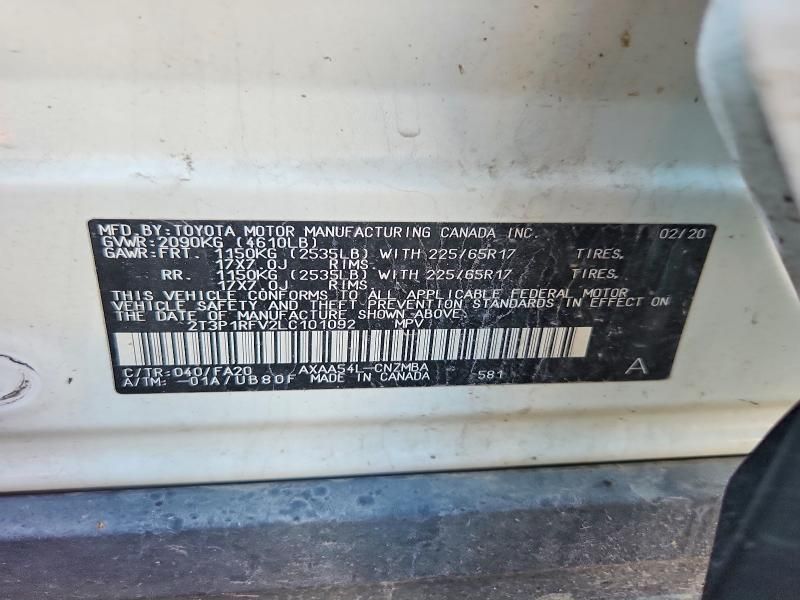 MFD.BY:TOYOTA MOTOR MANUFACTURING CANADA INC. 02/20
GVWR:2090KG (4610LB)
GAWR:FRT. 1150KG (2535LB) WITH 225/65R17 TIRES.
17X7.0J RIMS.
RR. 1150KG (2535LB) WITH 225/65R17 TIRES.
17X7.0J RIMS.
THIS VEHICLE CONFORMS TO ALL APPLICABLE FEDERAL MOTOR
VEHICLE SAFETY AND THEFT PREVENTION STANDARDS IN EFFECT ON
THE DATE OF MANUFACTURE SHOWN ABOVE.
2T3P1RFV2LC101092 MPV
C/TR:040/FA20 AXAA54L-CNZMBA
A/TM: -01A/UB80F MADE IN CANADA 581 A